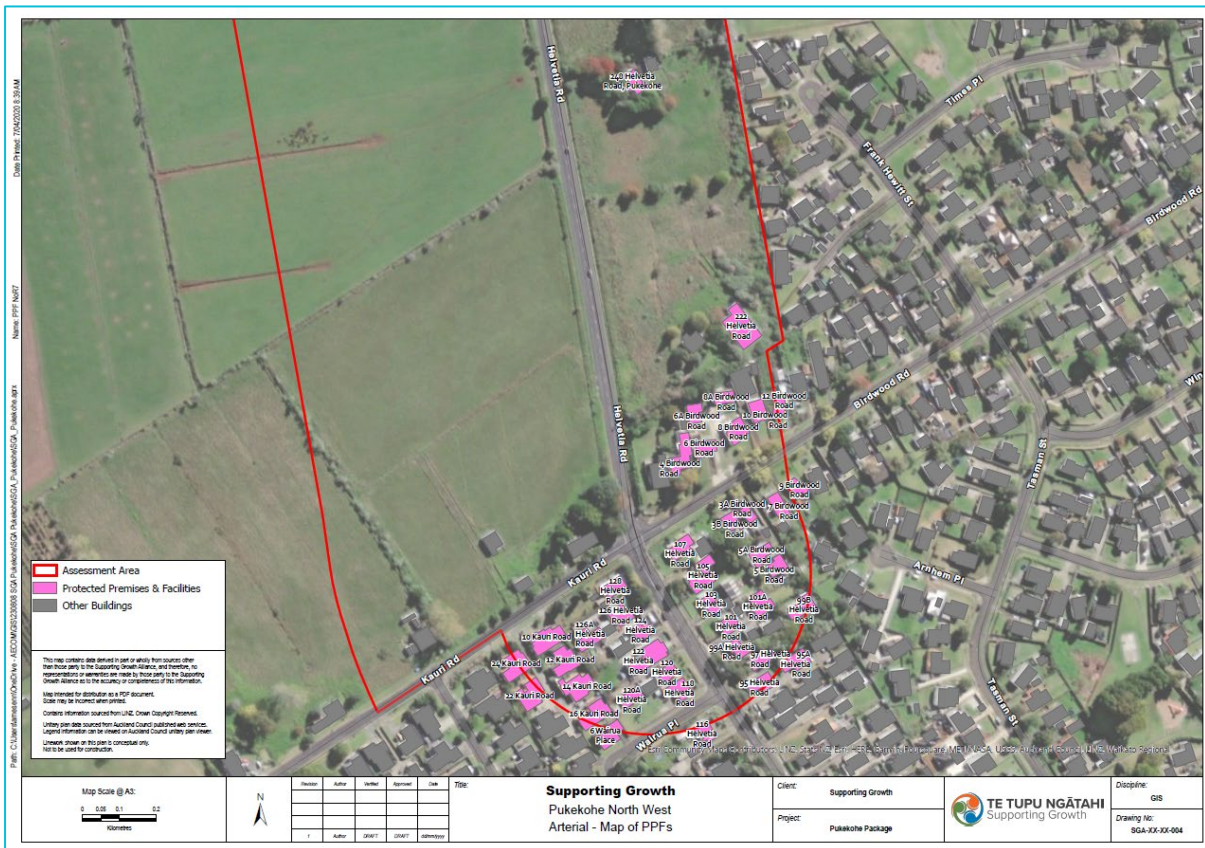 Date Printed: 7/04/2020 8:39 AM
Name: PPF NoR7
Helvetia Rd
248 Helvetia
Road, Pukekohe
Times Pl
Frank Hewitt St
Birdwood Rd
222
Helvetia
Road
Birdwood Rd
8A Birdwood
Road
12 Birdwood
Road
6A Birdwood
Road
10 Birdwood
Road
8 Birdwood
Road
6 Birdwood
Road
4 Birdwood
Road
Helvetia Rd
Tasman St
9 Birdwood
Road
7 Birdwood
Road
3A Birdwood
Road
3B Birdwood
Road
107
Helvetia
Road
5A Birdwood
Road
5 Birdwood
Road
105
Helvetia
Road
Arnhem Pl
Kauri Rd
128
Helvetia
Road
103
Helvetia
Road
101A
Helvetia
Road
99B
Helvetia
Road
126 Helvetia
Road
124
Helvetia
Road
101
Helvetia
Road
126A
Helvetia
Road
10 Kauri Road
99A Helvetia
Road
97 Helvetia
Road
95A
Helvetia
Road
122
Helvetia
Road
12 Kauri Road
24 Kauri Road
Kauri Rd
120
Helvetia
Road
95 Helvetia
Road
14 Kauri Road
118
Helvetia
Road
22 Kauri Road
120A
Helvetia
Road
16 Kauri Road
6 Wairua
Place
Wairua Pl
116
Helvetia
Road
Tasman St
Assessment Area
Protected Premises & Facilities
Other Buildings
This map contains data derived in part or wholly from sources other
than those party to the Supporting Growth Alliance, and therefore, no
representations or warranties are made by those party to the Supporting
Growth Alliance as to the accuracy or completeness of this information.
Map intended for distribution as a PDF document.
Scale may be incorrect when printed.
Contains information sourced from LINZ. Crown Copyright Reserved.
Unitary plan data sourced from Auckland Council published web services.
Legend information can be viewed on Auckland Council unitary plan viewer.
Linework shown on this plan is conceptual only.
Not to be used for construction.
Map Scale @ A3:
0 0.05 0.1 0.2
Kilometres
N
Revision Author Verified Approved Date
1 Author DRAFT DRAFT dd/mm/yyyy
Title:
Supporting Growth
Pukekohe North West
Arterial - Map of PPFs
Client:
Supporting Growth
Project:
Pukekohe Package
TE TUPU NGĀTAHI
Supporting Growth
Discipline:
GIS
Drawing No:
SGA-XX-XX-004